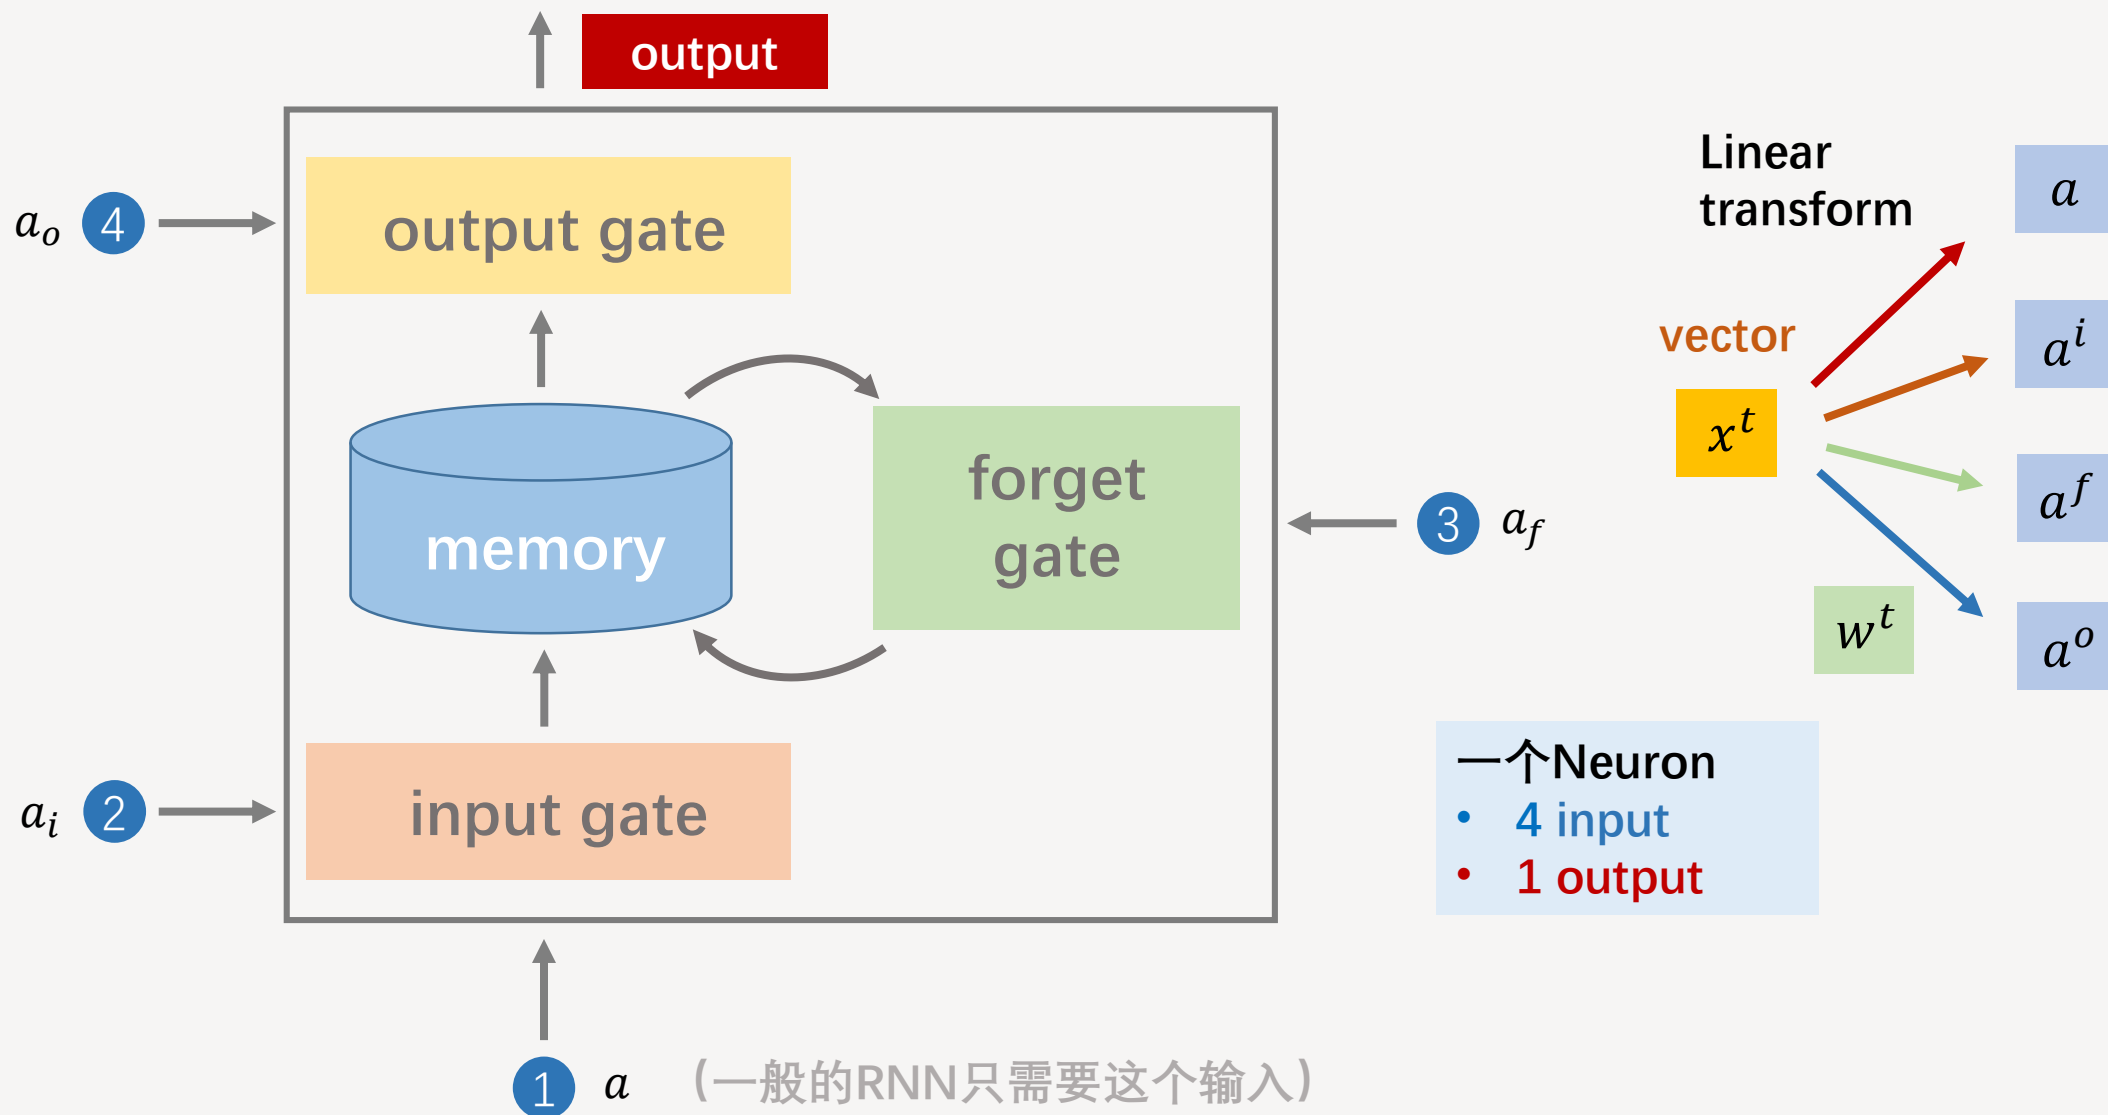 output
output gate
a_o 4
memory
forget
gate
3 a_f
input gate
a_i 2
1 a (一般的RNN只需要这个输入)
Linear
transform
vector
x^t
w^t
a
a^i
a^f
a^o
一个Neuron
• 4 input
• 1 output